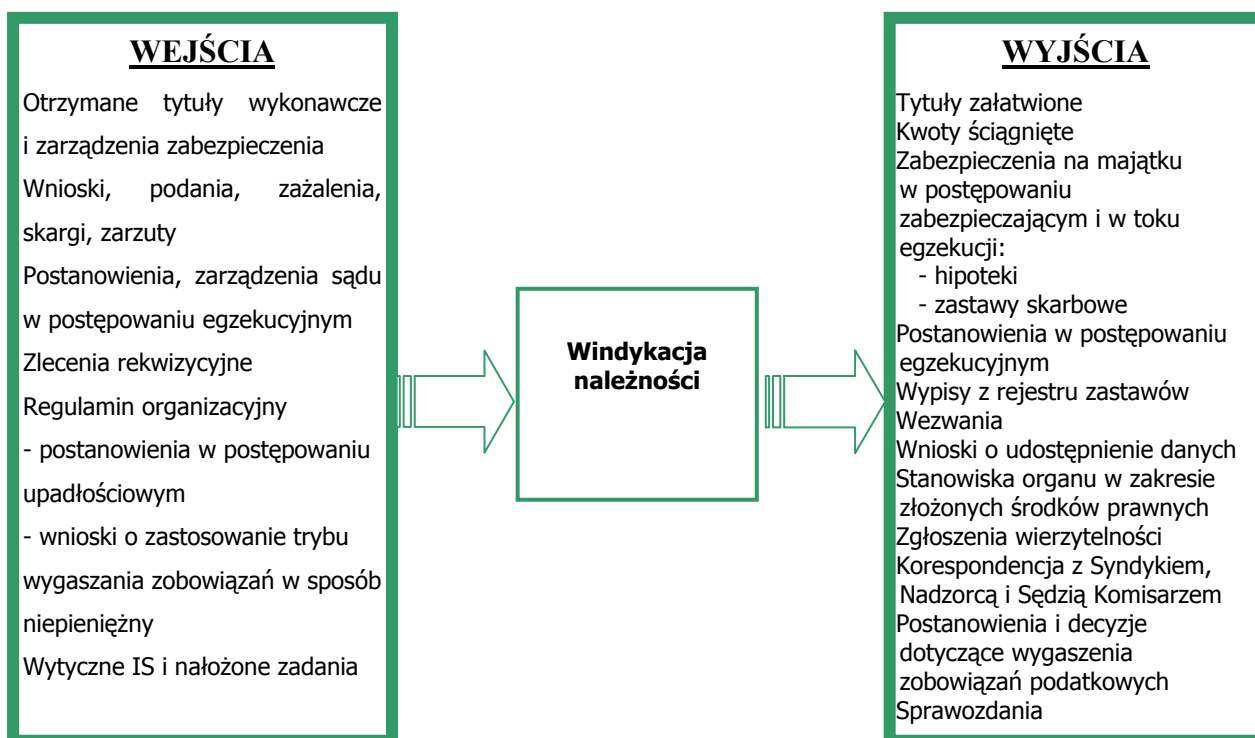 WEJŚCIA
Otrzymane tytuły wykonawcze
i zarządzenia zabezpieczenia
Wnioski, podania, zażalenia,
skargi, zarzuty
Postanowienia, zarządzenia sądu
w postępowaniu egzekucyjnym
Zlecenia rekwizycyjne
Regulamin organizacyjny
- postanowienia w postępowaniu
upadłościowym
- wnioski o zastosowanie trybu
wygaszania zobowiązań w sposób
niepieniężny
Wytyczne IS i nałożone zadania
Windykacja
należności
WYJŚCIA
Tytuły załatwione
Kwoty ściągnięte
Zabezpieczenia na majątku
w postępowaniu
zabezpieczającym i w toku
egzekucji:
- hipoteki
- zastawy skarbowe
Postanowienia w postępowaniu
egzekucyjnym
Wypisy z rejestru zastawów
Wezwania
Wnioski o udostępnienie danych
Stanowiska organu w zakresie
złożonych środków prawnych
Zgłoszenia wierzytelności
Korespondencja z Syndykiem,
Nadzorcą i Sędzią Komisarzem
Postanowienia i decyzje
dotyczące wygaszenia
zobowiązań podatkowych
Sprawozdania